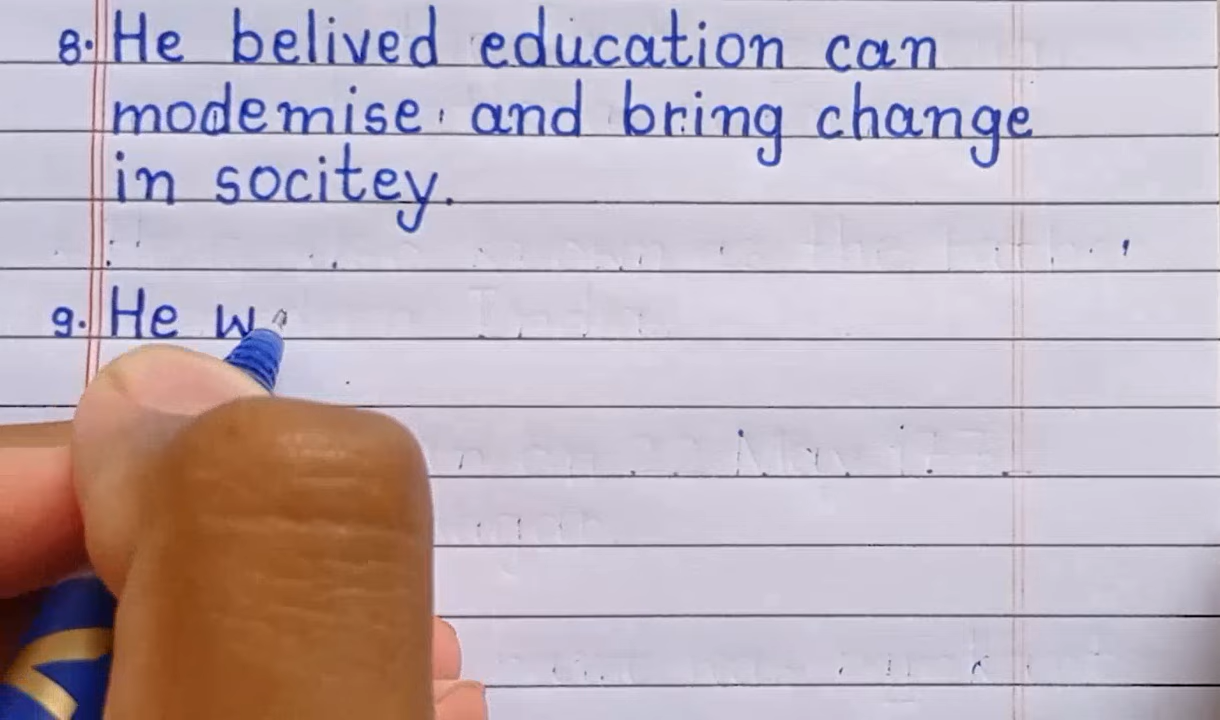 8. He belived education can
modemise and bring change
in socitey.
9. He w